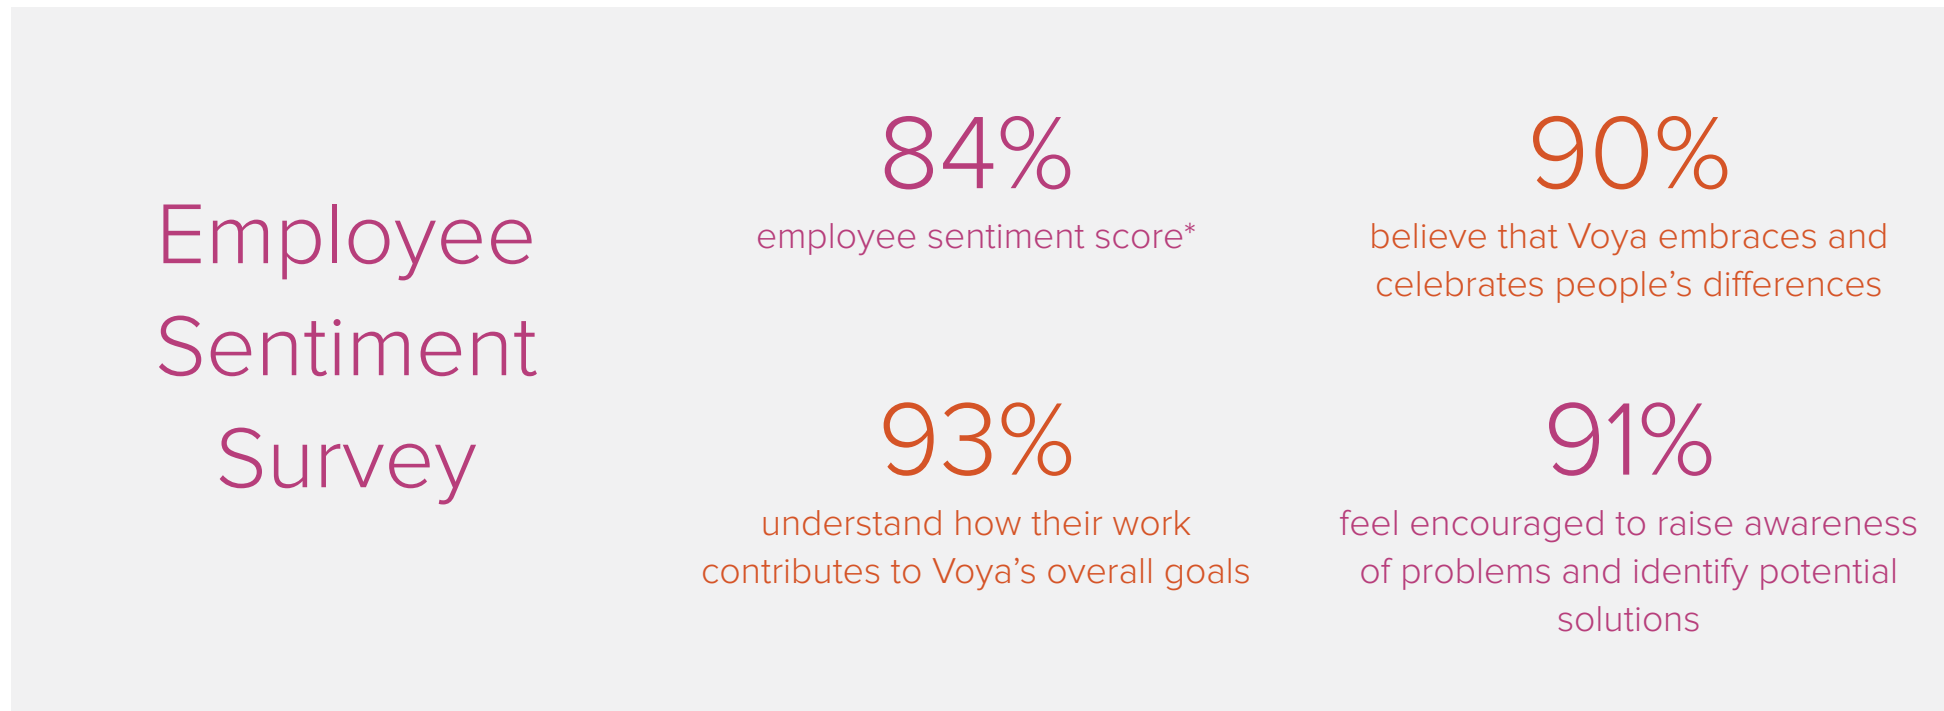 Employee
Sentiment
Survey
84%
employee sentiment score*
90%
believe that Voya embraces and
celebrates people’s differences
93%
understand how their work
contributes to Voya’s overall goals
91%
feel encouraged to raise awareness
of problems and identify potential
solutions